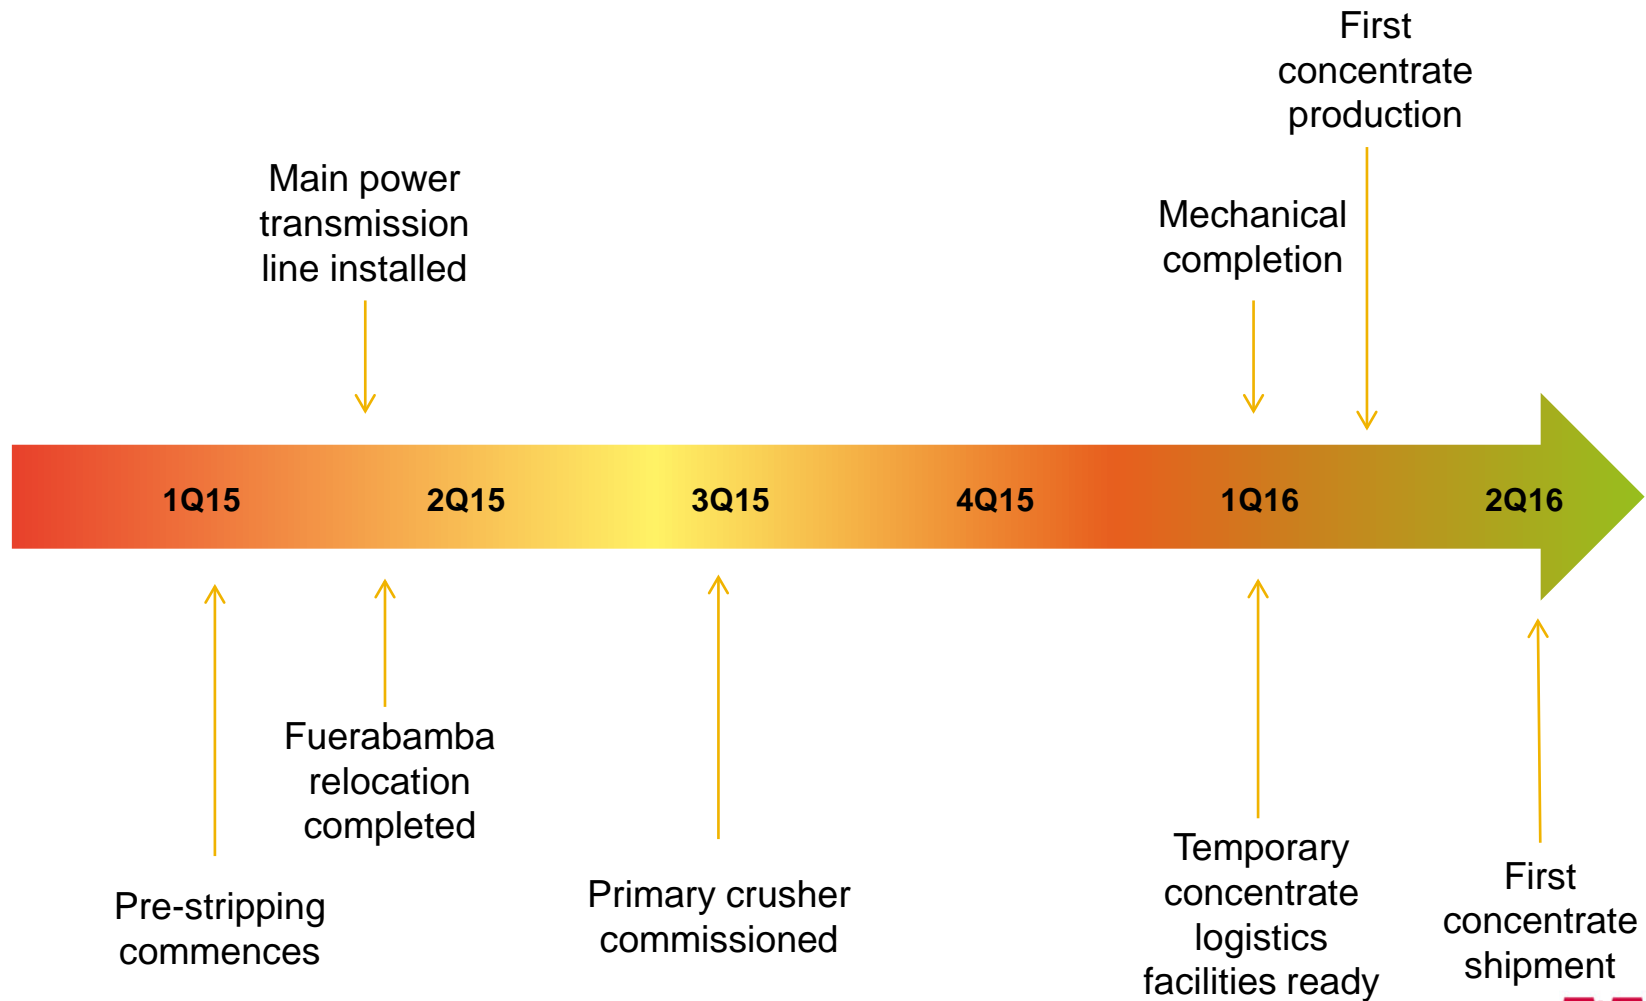 First
concentrate
production
Main power
transmission
line installed
Mechanical
completion
1Q15
2Q15
3Q15
4Q15
1Q16
2Q16
Fuerabamba
relocation
completed
Pre-stripping
commences
Primary crusher
commissioned
Temporary
concentrate
logistics
facilities ready
First
concentrate
shipment